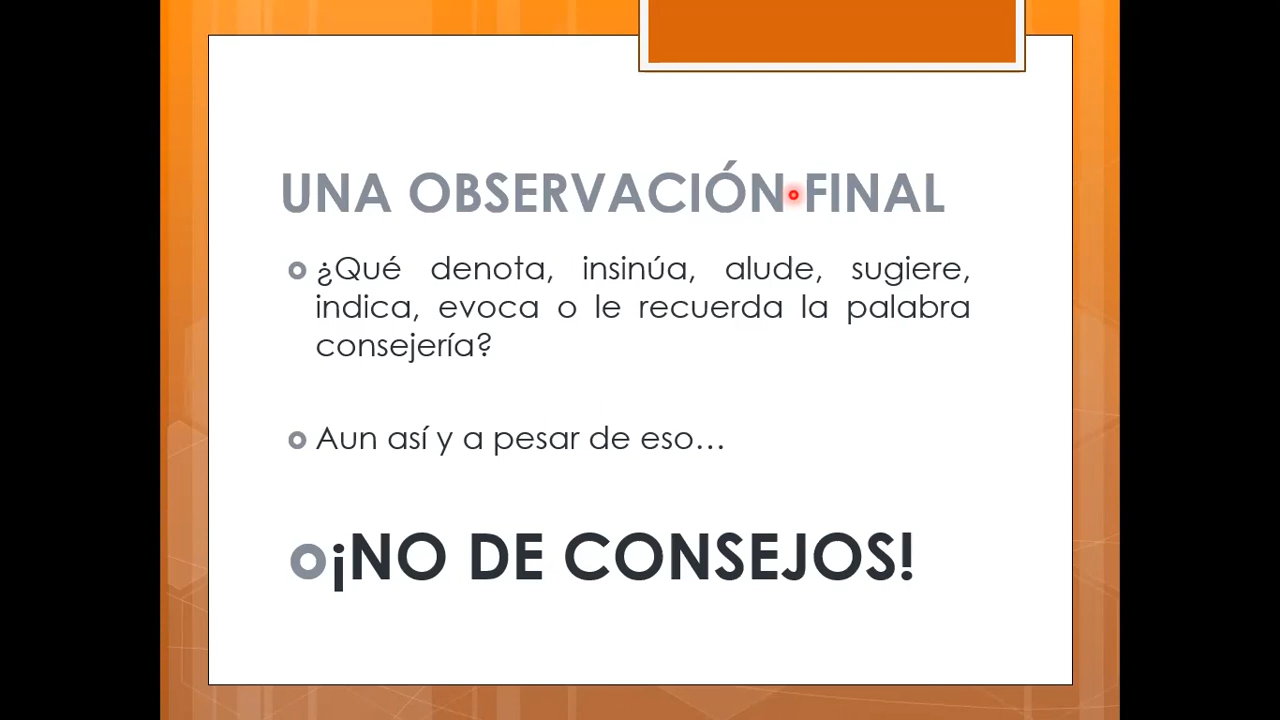 UNA OBSERVACIÓN FINAL
¿Qué denota, insinúa, alude, sugiere,
indica, evoca o le recuerda la palabra
consejería?
Aun así y a pesar de eso…
¡NO DE CONSEJOS!